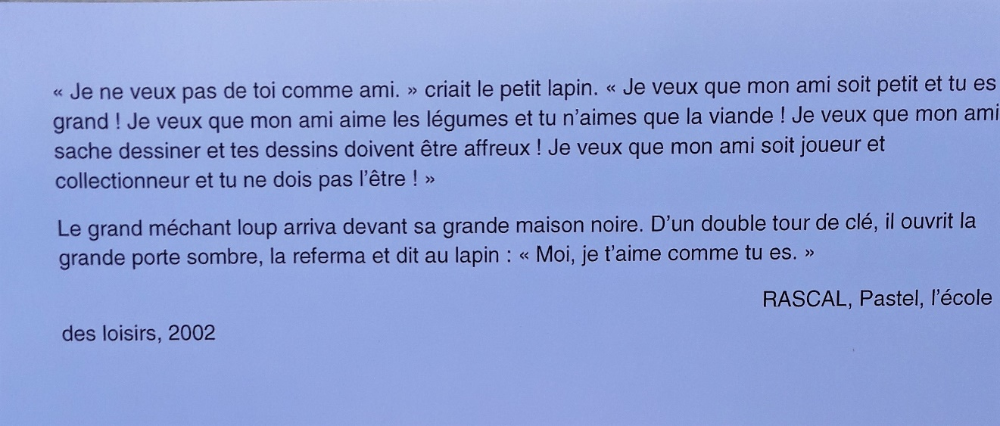 « Je ne veux pas de toi comme ami. » criait le petit lapin. « Je veux que mon ami soit petit et tu es
grand ! Je veux que mon ami aime les légumes et tu n’aimes que la viande ! Je veux que mon ami
sache dessiner et tes dessins doivent être affreux ! Je veux que mon ami soit joueur et
collectionneur et tu ne dois pas l’être ! »
Le grand méchant loup arriva devant sa grande maison noire. D’un double tour de clé, il ouvrit la
grande porte sombre, la referma et dit au lapin : « Moi, je t’aime comme tu es. »
RASCAL, Pastel, l’école
des loisirs, 2002